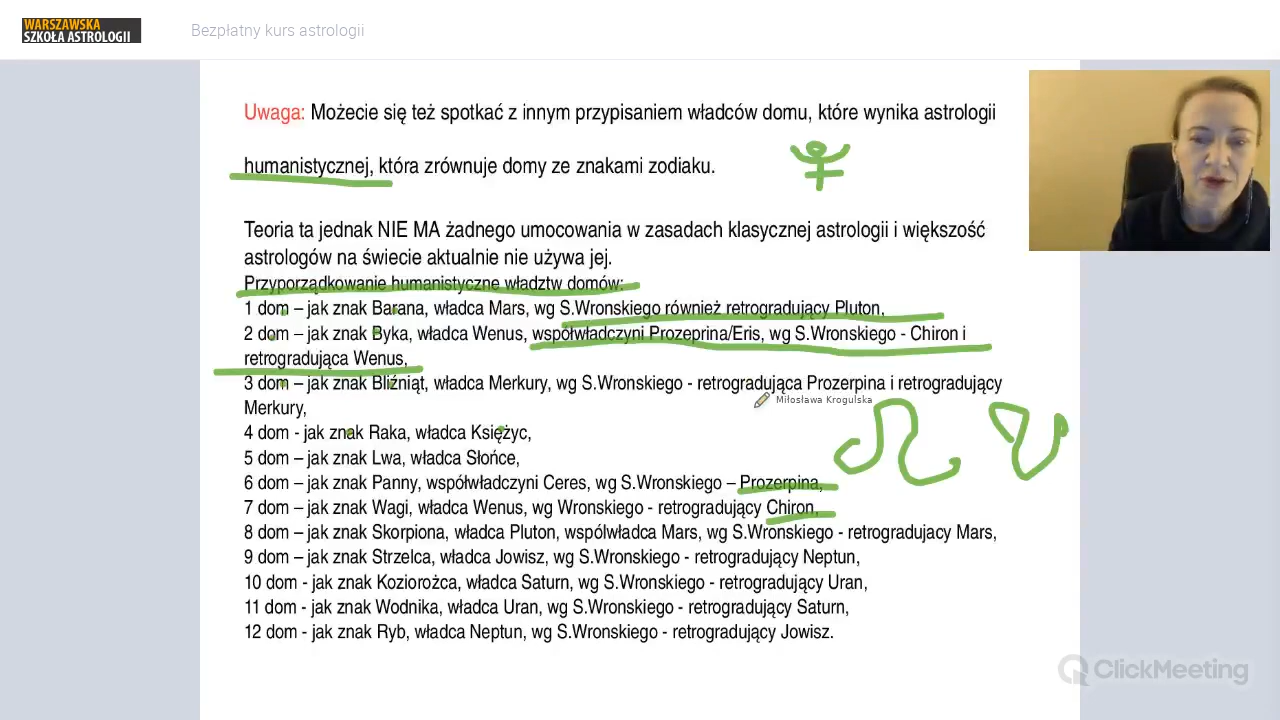 WARSZAWSKA
SZKOŁA ASTROLOGII
Bezpłatny kurs astrologii
Uwaga: Możecie się też spotkać z innym przypisaniem władców domu, które wynika astrologii
humanistycznej, która zrównuje domy ze znakami zodiaku.
Teoria ta jednak NIE MA żadnego umocowania w zasadach klasycznej astrologii i większość
astrologów na świecie aktualnie nie używa jej.
Przyporządkowanie humanistyczne władztw domów:
1 dom – jak znak Barana, władca Mars, wg S.Wronskiego również retrogradujący Pluton,
2 dom – jak znak Byka, władca Wenus, współwładczyni Prozeprina/Eris, wg S.Wronskiego - Chiron i
retrogradująca Wenus,
3 dom – jak znak Bliźniąt, władca Merkury, wg S.Wronskiego - retrogradująca Prozerpina i retrogradujący
Merkury,
Miłosława Krogulska
4 dom - jak znak Raka, władca Księżyc,
5 dom – jak znak Lwa, władca Słońce,
6 dom – jak znak Panny, współwładczyni Ceres, wg S.Wronskiego – Prozerpina,
7 dom – jak znak Wagi, władca Wenus, wg Wronskiego - retrogradujący Chiron,
8 dom – jak znak Skorpiona, władca Pluton, wspólwładca Mars, wg S.Wronskiego - retrogradujacy Mars,
9 dom – jak znak Strzelca, władca Jowisz, wg S.Wronskiego - retrogradujący Neptun,
10 dom - jak znak Koziorożca, władca Saturn, wg S.Wronskiego - retrogradujący Uran,
11 dom - jak znak Wodnika, władca Uran, wg S.Wronskiego - retrogradujący Saturn,
12 dom - jak znak Ryb, władca Neptun, wg S.Wronskiego - retrogradujący Jowisz.
ClickMeeting